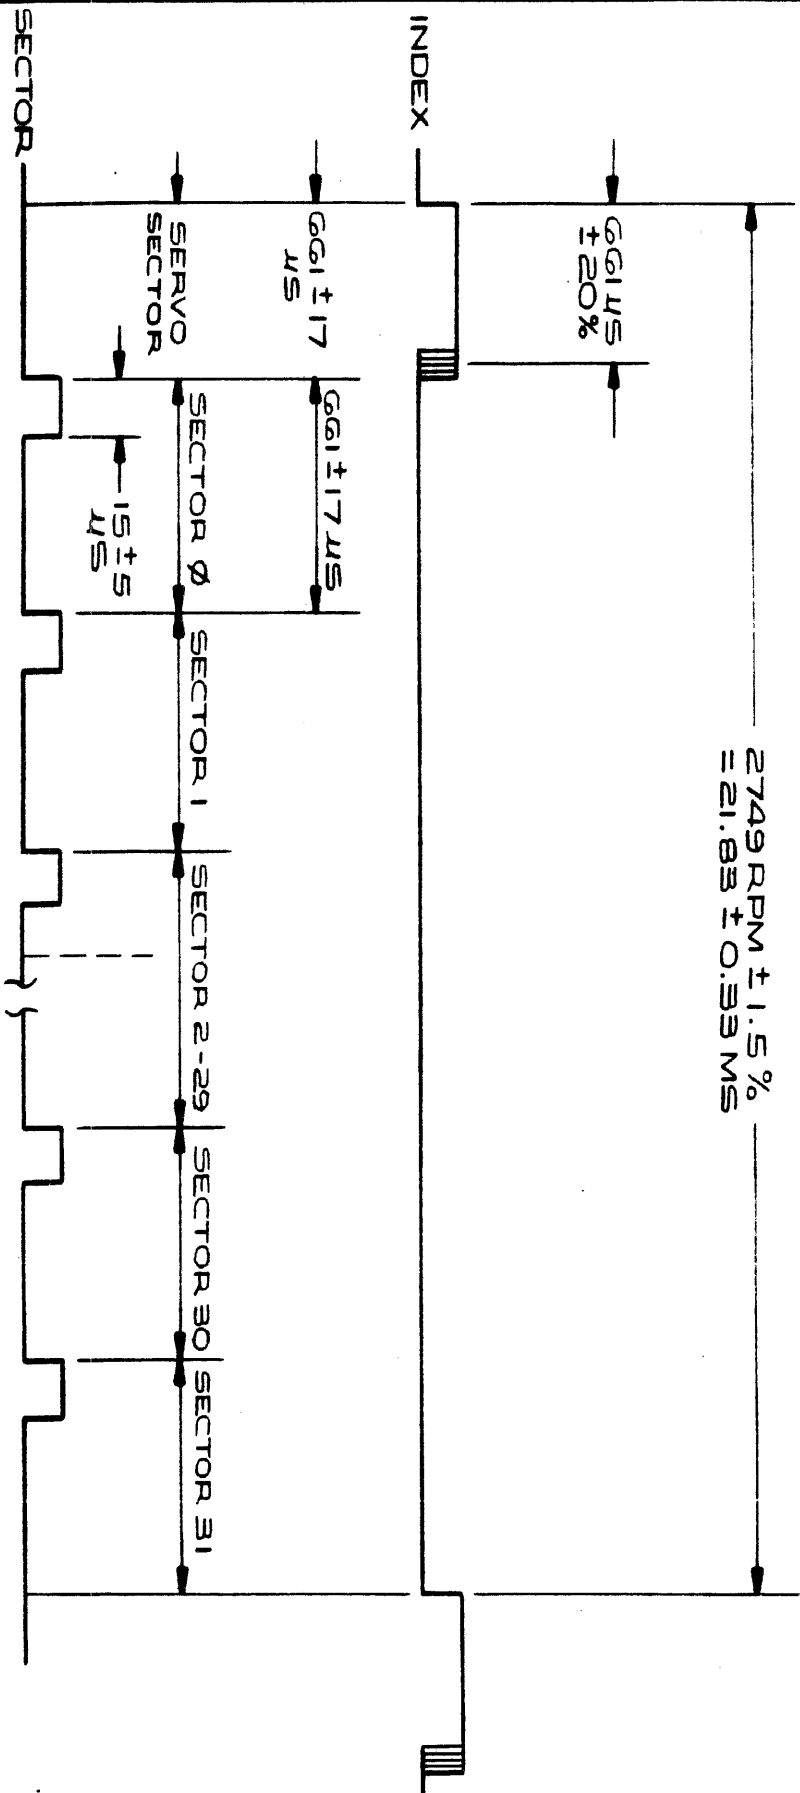 2749 RPM ± 1.5 %
= 21.83 ± 0.33 MS
661 µS
± 20%
INDEX
661 ± 17
µS
661 ± 17 µS
SERVO
SECTOR
SECTOR Ø
SECTOR 1
SECTOR 2-29
SECTOR 30
SECTOR 31
15 ± 5
µS
SECTOR